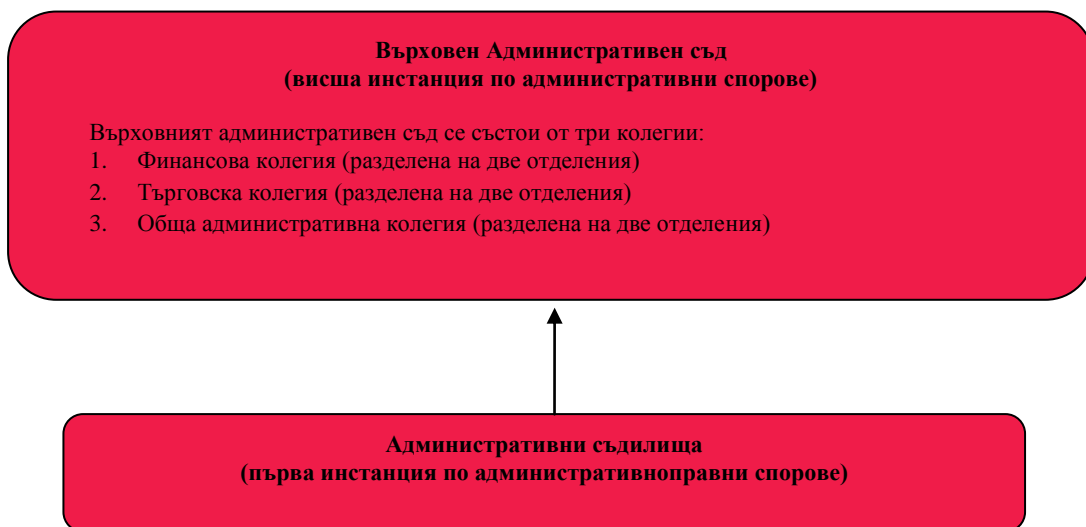 Върховен Административен съд
(висша инстанция по административни спорове)
Върховният административен съд се състои от три колегии:
1. Финансова колегия (разделена на две отделения)
2. Търговска колегия (разделена на две отделения)
3. Обща административна колегия (разделена на две отделения)
Административни съдилища
(първа инстанция по административноправни спорове)